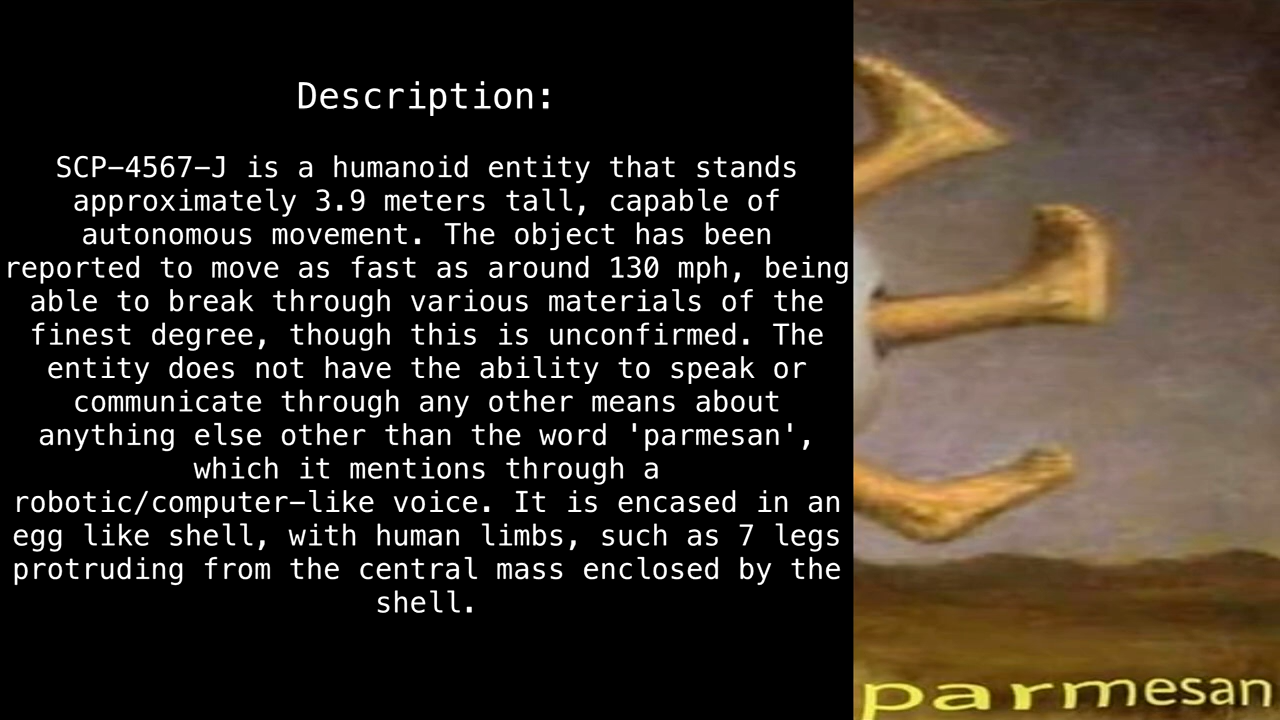 Description:
SCP-4567-J is a humanoid entity that stands
approximately 3.9 meters tall, capable of
autonomous movement. The object has been
reported to move as fast as around 130 mph, being
able to break through various materials of the
finest degree, though this is unconfirmed. The
entity does not have the ability to speak or
communicate through any other means about
anything else other than the word 'parmesan',
which it mentions through a
robotic/computer-like voice. It is encased in an
egg like shell, with human limbs, such as 7 legs
protruding from the central mass enclosed by the
shell.
parmesan